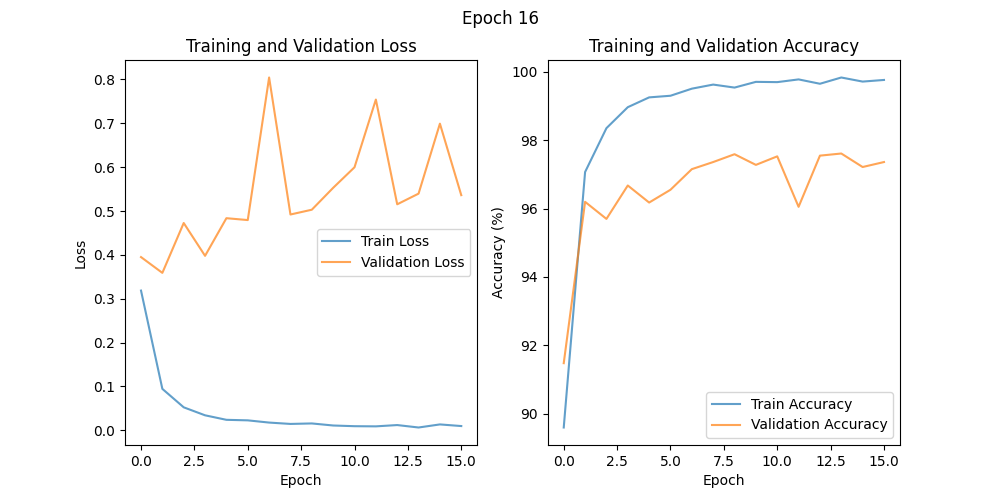 Epoch 16
Training and Validation Loss
0.8
0.7
0.6
0.5
0.4
0.3
0.2
0.1
0.0
Loss
Train Loss
Validation Loss
0.0 2.5 5.0 7.5 10.0 12.5 15.0
Epoch
Training and Validation Accuracy
100
98
96
94
92
90
Accuracy (%)
Train Accuracy
Validation Accuracy
0.0 2.5 5.0 7.5 10.0 12.5 15.0
Epoch